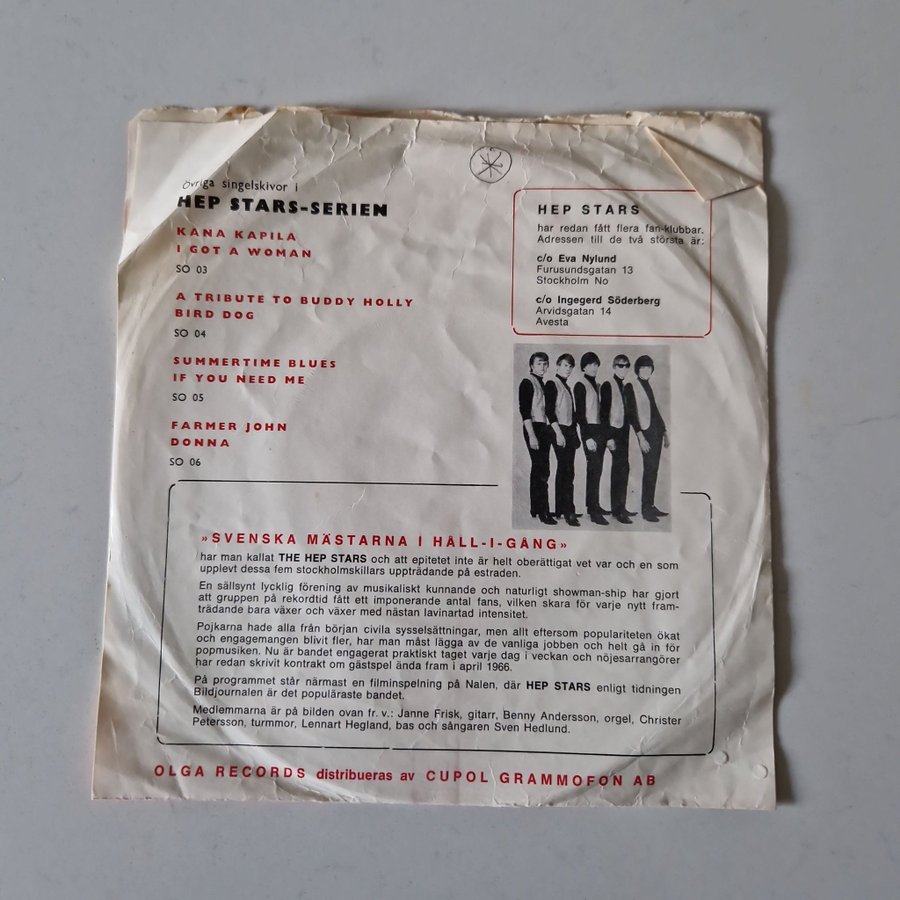 övriga singelskivor i
HEP STARS-SERIEN
KANA KAPILA
I GOT A WOMAN
SO 03
A TRIBUTE TO BUDDY HOLLY
BIRD DOG
SO 04
SUMMERTIME BLUES
IF YOU NEED ME
SO 05
FARMER JOHN
DONNA
SO 06
HEP STARS
har redan fått flera fan-klubbar.
Adressen till de två största är:
c/o Eva Nylund
Furusundsgatan 13
Stockholm No
c/o Ingegerd Söderberg
Arvidsgatan 14
Avesta
»SVENSKA MÄSTARNA I HÅLL-I-GÅNG»
har man kallat THE HEP STARS och att epitetet inte är helt oberättigat vet var och en som
upplevt dessa fem stockholmskillars uppträdande på estraden.
En sällsynt lycklig förening av musikaliskt kunnande och naturligt showman-ship har gjort
att gruppen på rekordtid fått ett imponerande antal fans, vilken skara för varje nytt fram-
trädande bara växer och växer med nästan lavinartad intensitet.
Pojkarna hade alla från början civila sysselsättningar, men allt eftersom populariteten ökat
och engagemangen blivit fler, har man måst lägga av de vanliga jobben och helt gå in för
popmusiken. Nu är bandet engagerat praktiskt taget varje dag i veckan och nöjesarrangörer
har redan skrivit kontrakt om gästspel ända fram i april 1966.
På programmet står närmast en filminspelning på Nalen, där HEP STARS enligt tidningen
Bildjournalen är det populäraste bandet.
Medlemmarna är på bilden ovan fr. v.: Janne Frisk, gitarr, Benny Andersson, orgel, Christer
Petersson, turmmor, Lennart Hegland, bas och sångaren Sven Hedlund.
OLGA RECORDS distribueras av CUPOL GRAMMOFON AB